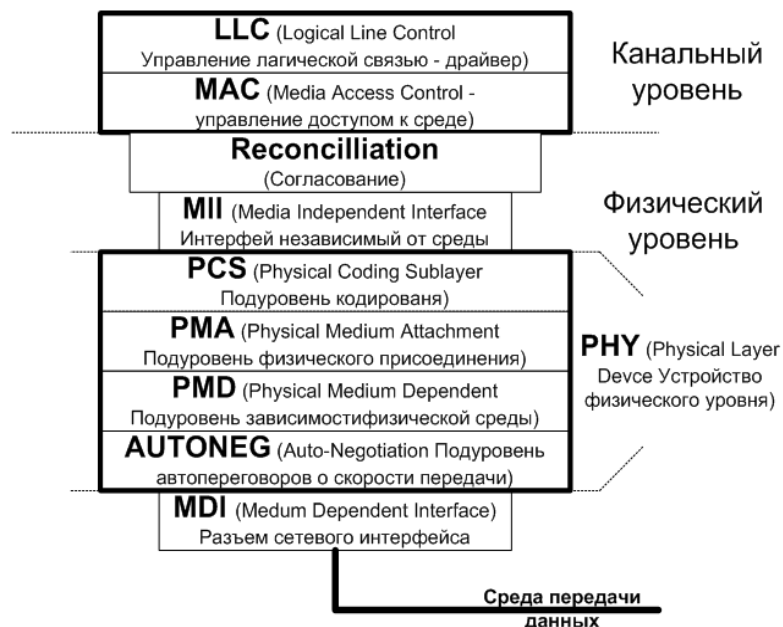 LLC (Logical Line Control
Управление лагической связью - драйвер)
MAC (Media Access Control -
управление доступом к среде)
Канальный
уровень
Reconcilliation
(Согласование)
MII (Media Independent Interface
Интерфей независимый от среды
Физический
уровень
PCS (Physical Coding Sublayer
Подуровень кодированя)
PMA (Physical Medium Attachment
Подуровень физического присоединения)
PMD (Physical Medium Dependent
Подуровень зависимостифизической среды)
AUTONEG (Auto-Negotiation Подуровень
автопереговоров о скорости передачи)
PHY (Physical Layer
Devce Устройство
физического уровня)
MDI (Medum Dependent Interface)
Разъем сетевого интерфейса
Среда передачи
данных